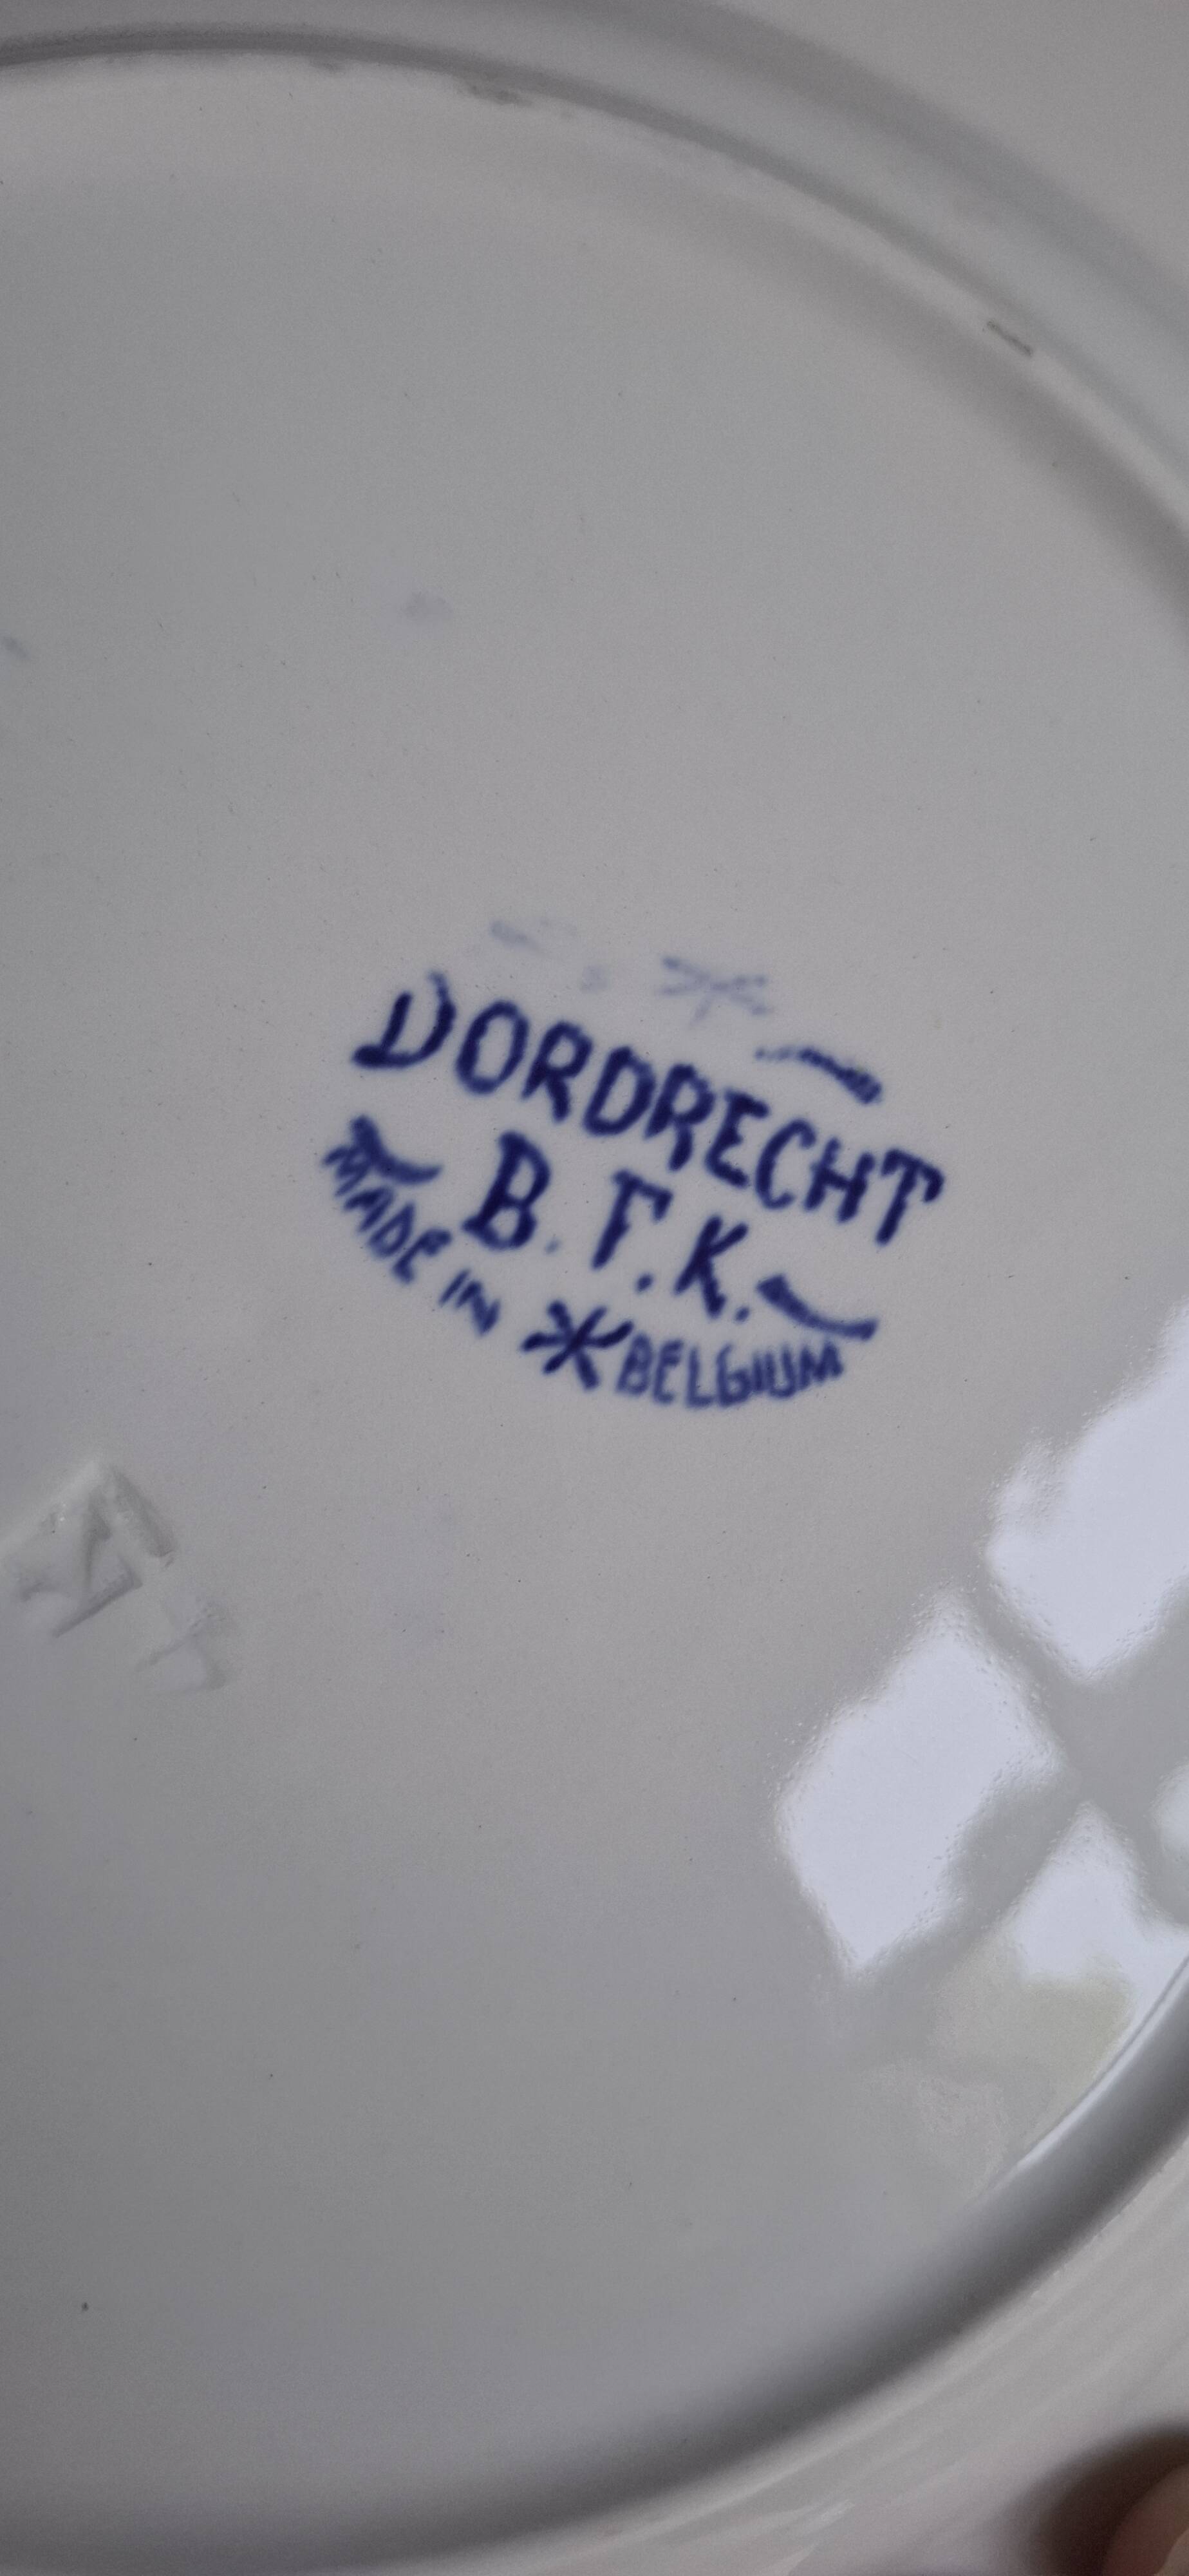 DORDRECHT
B.F.K.
MADE IN BELGIUM